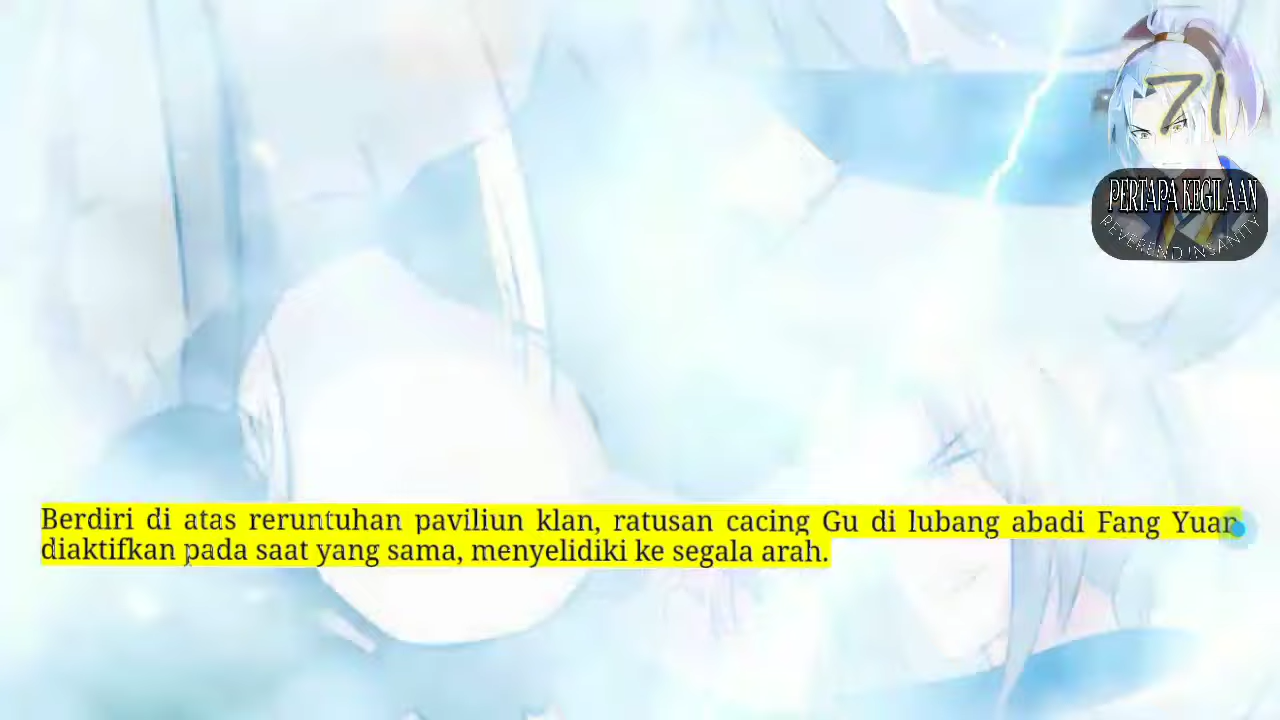 71
PERTAPA KEGILAAN
REVEREND INSANITY
Berdiri di atas reruntuhan paviliun klan, ratusan cacing Gu di lubang abadi Fang Yuan
diaktifkan pada saat yang sama, menyelidiki ke segala arah.